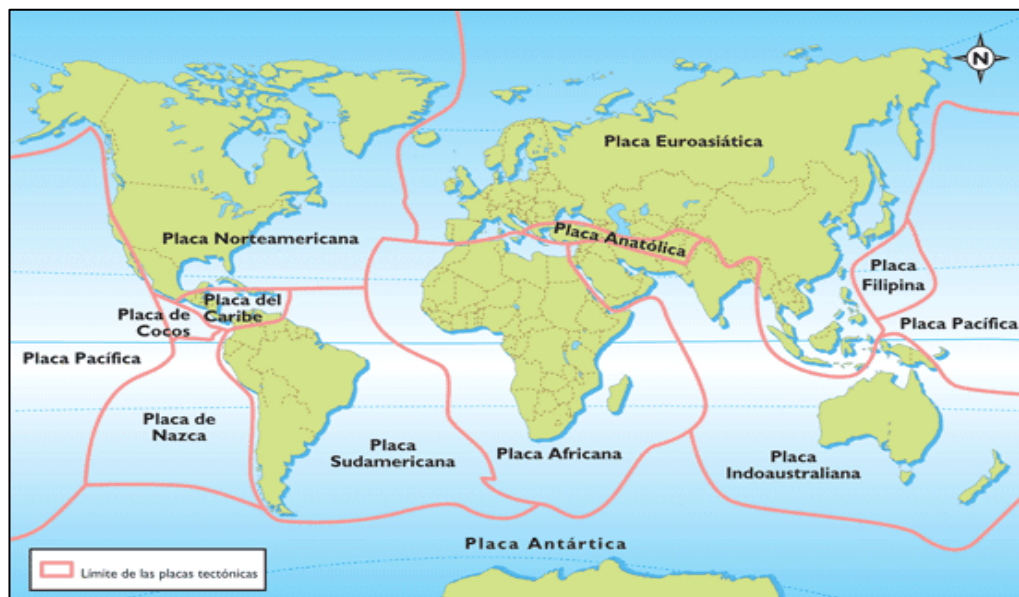 N
Placa Euroasiática
Placa Norteamericana
Placa Anatólica
Placa
Filipina
Placa del
Caribe
Placa de
Cocos
Placa Pacífica
Placa Pacífica
Placa de
Nazca
Placa
Sudamericana
Placa Africana
Placa
Indoaustraliana
Placa Antártica
Límite de las placas tectónicas